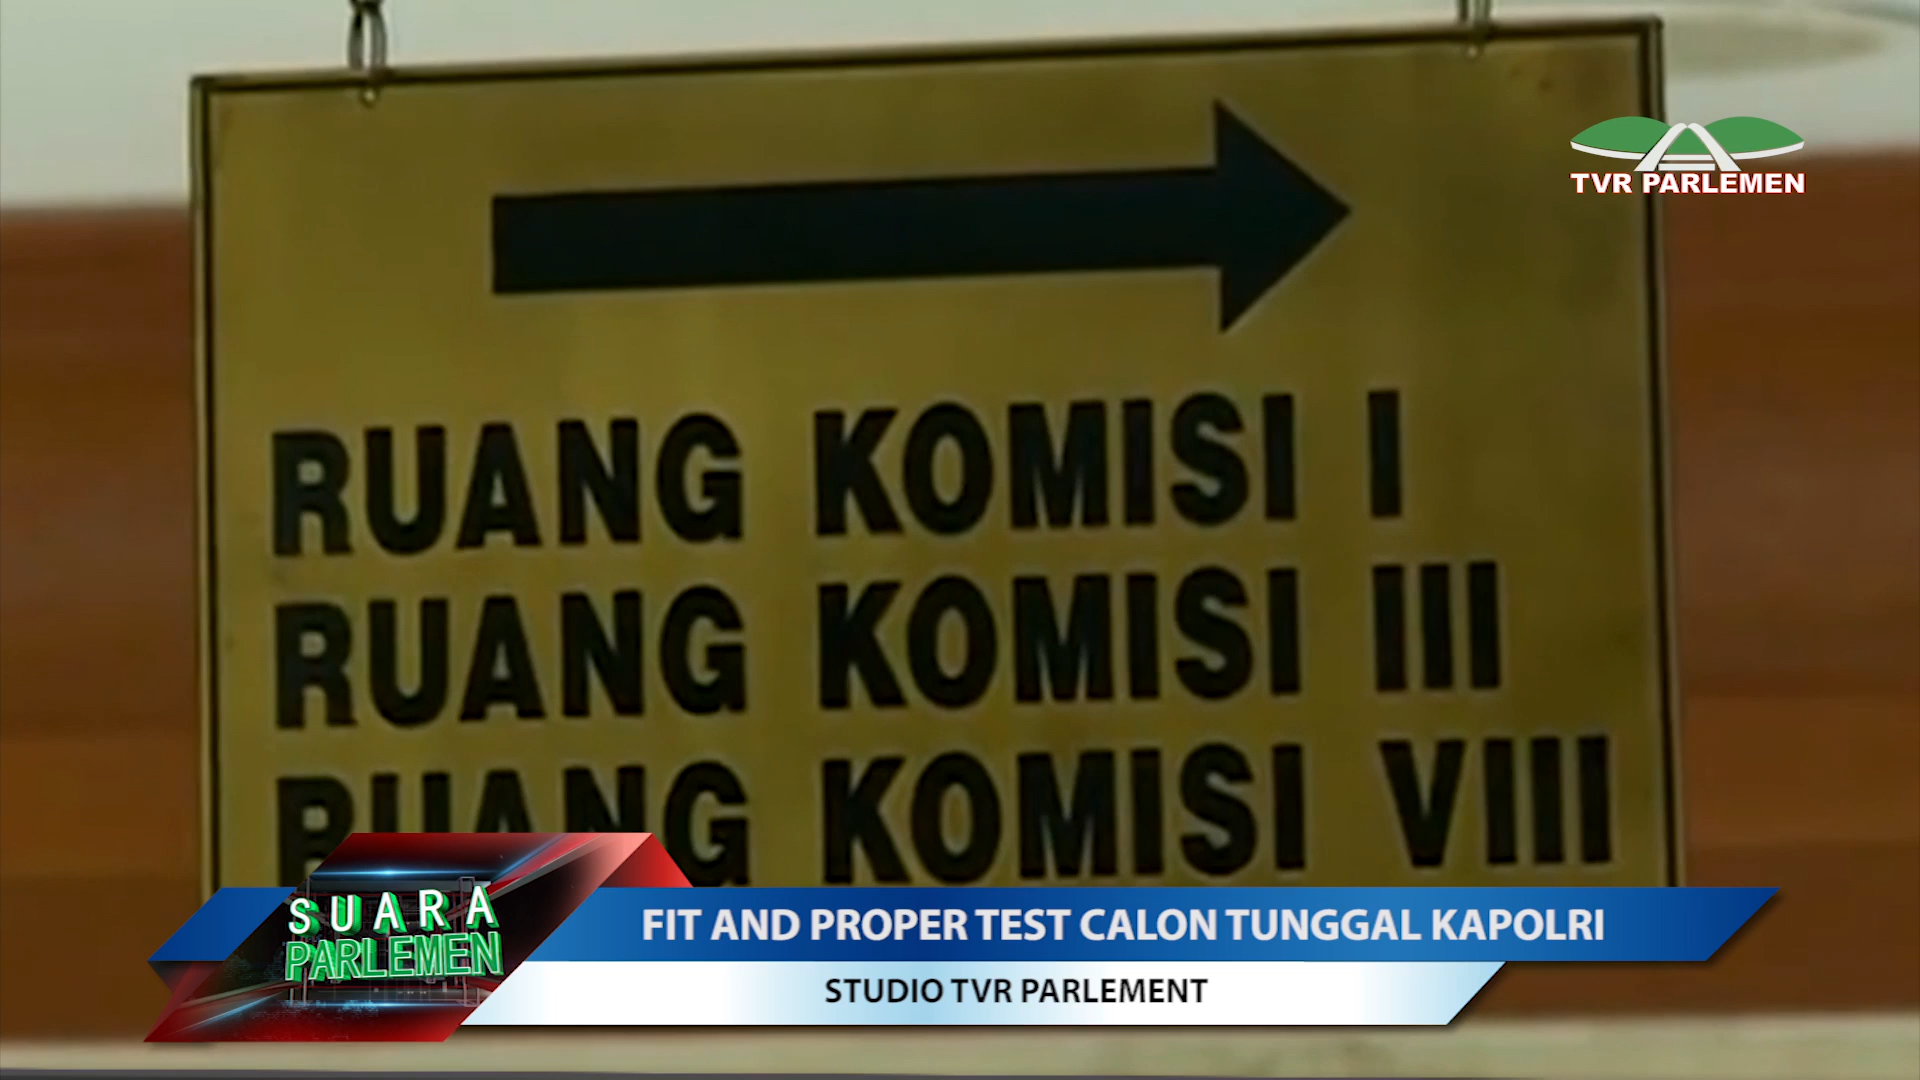 TVR PARLEMEN
RUANG KOMISI I
RUANG KOMISI III
RUANG KOMISI VIII
SUARA
PARLEMEN
FIT AND PROPER TEST CALON TUNGGAL KAPOLRI
STUDIO TVR PARLEMENT